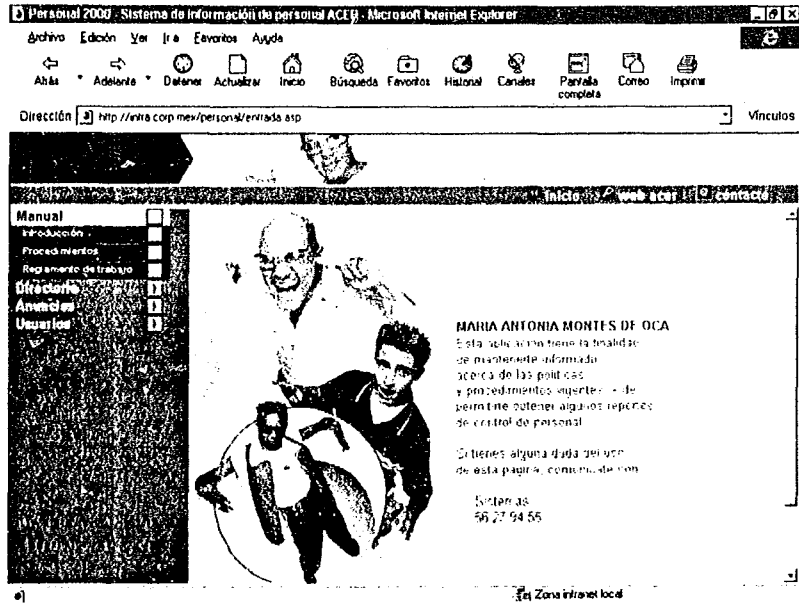 Personal 2000 - Sistema de Información de personal ACER - Microsoft Internet Explorer
Archivo Edición Ver Ir a Favoritos Ayuda
Atrás Adelante Detener Actualizar Inicio Búsqueda Favoritos Historial Canales Pantalla completa Correo Imprimir
Dirección http://intra.corp.mex/personal/entrada.asp Vínculos
Inicio web acer contacto
Manual
Introducción
Procedimientos
Reglamento de trabajo
Directorio
Anuncios
Usuarios
MARIA ANTONIA MONTES DE OCA
Esta aplicación tiene la finalidad
de mantenerte informado
acerca de las políticas
y procedimientos vigentes y de
permitirte obtener algunos reportes
de control de personal
Si tienes alguna duda del uso
de esta página, comunícate con
Sistemas
56 27 94 55
Zona intranet local